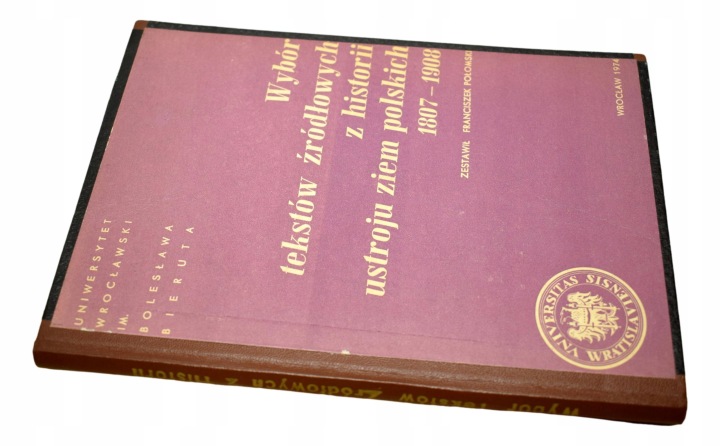 UNIWERSYTET
WROCŁAWSKI
IM.
BOLESŁAWA
BIERUTA
Wybór
tekstów źródłowych
z historii
ustroju ziem polskich
1807–1908
ZESTAWIŁ FRANCISZEK POŁOMSKI
WROCŁAW 1974
UNIVERSITAS WRATISLAVIENSIS
Wybór Tekstów Źródłowych z Historii